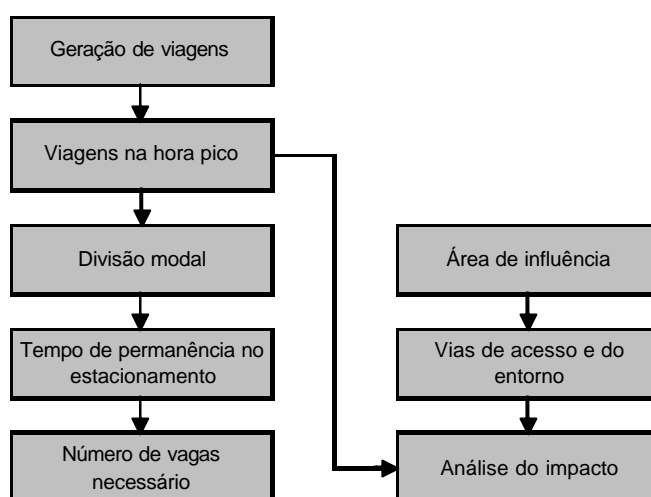 Geração de viagens
Viagens na hora pico
Divisão modal
Tempo de permanência no
estacionamento
Número de vagas
necessário
Área de influência
Vias de acesso e do
entorno
Análise do impacto